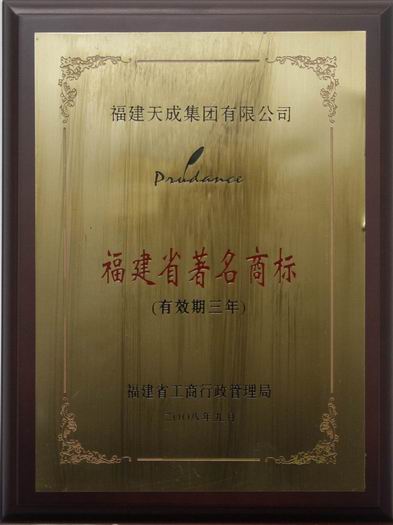 福建天成集团有限公司
Prudance
福建省著名商标
(有效期三年)
福建省工商行政管理局
二〇〇八年九月